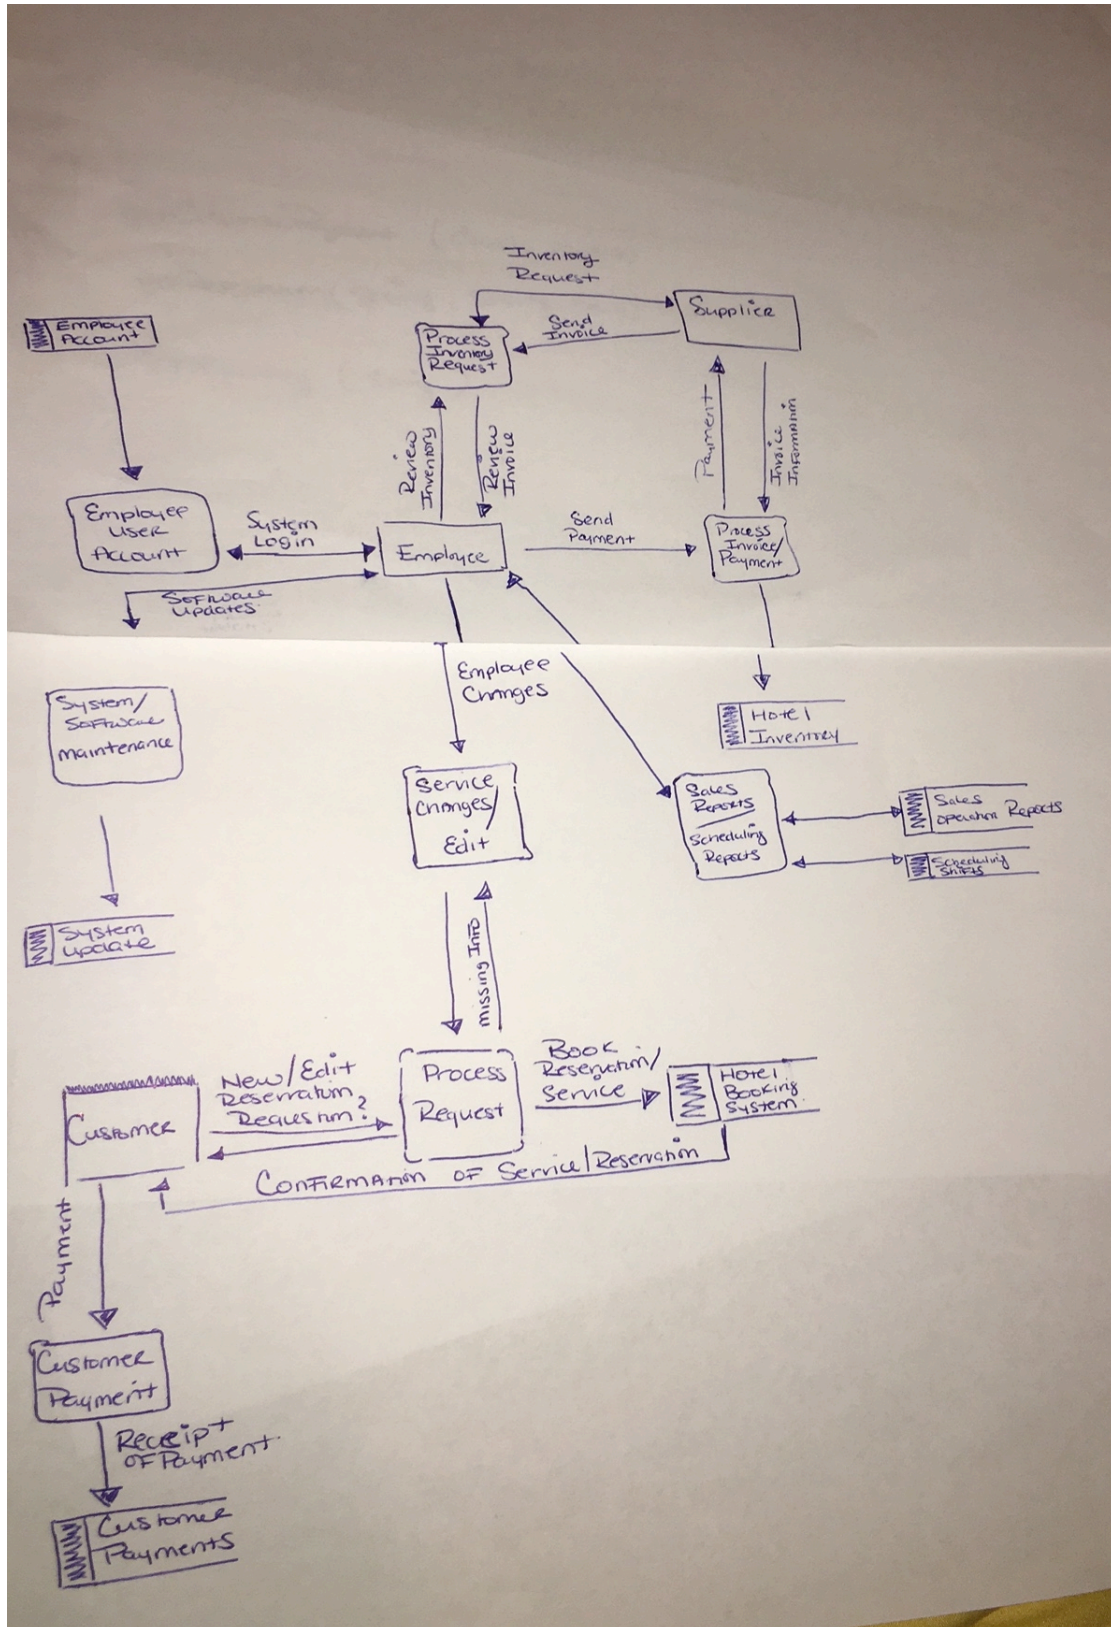 Inventory
Request
Employee
Account
Supplier
Send
Invoice
Process
Inventory
Request
Review
Inventory
Review
Invoice
Payment
Invoice
Information
Employee
User
Account
System
Login
Employee
Send
Payment
Process
Invoice/
Payment
Software
updates
Employee
Changes
System/
Software
maintenance
Hotel
Inventory
Service
Changes/
Edit
Sales
Reports
Scheduling
Reports
Sales
operation Reports
Scheduling
Shifts
System
update
missing Info
New/Edit
Reservation
Request
Process
Request
Book
Reservation/
Service
Hotel
Booking
System
Customer
Confirmation of Service/Reservation
Payment
Customer
Payment
Receipt
of Payment
Customer
Payments